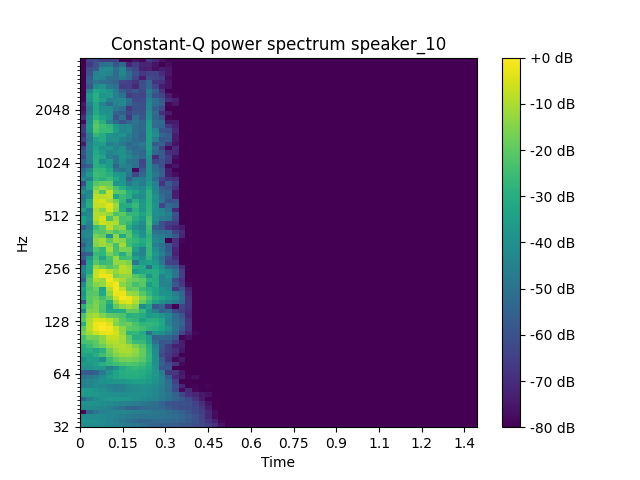 Constant-Q power spectrum speaker_10
Hz
2048
1024
512
256
128
64
32
0
0.15
0.3
0.45
0.6
0.75
0.9
1.1
1.2
1.4
Time
+0 dB
-10 dB
-20 dB
-30 dB
-40 dB
-50 dB
-60 dB
-70 dB
-80 dB